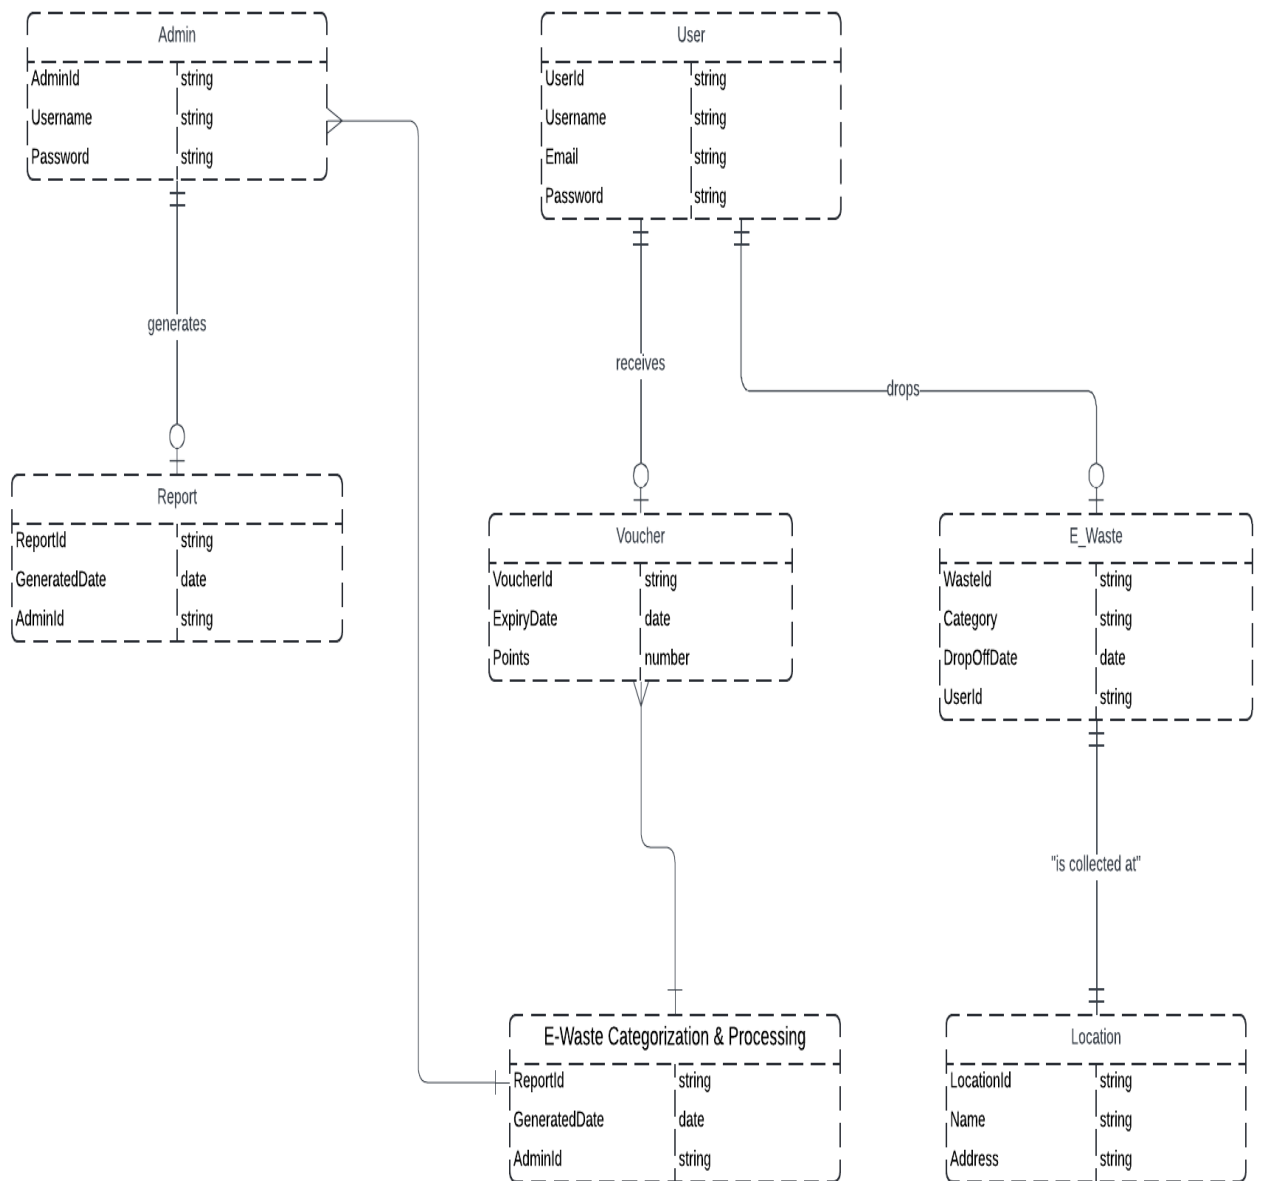 Admin
AdminId string
Username string
Password string
User
UserId string
Username string
Email string
Password string
generates
receives
drops
Report
ReportId string
GeneratedDate date
AdminId string
Voucher
VoucherId string
ExpiryDate date
Points number
E_Waste
WasteId string
Category string
DropOffDate date
UserId string
"is collected at"
E-Waste Categorization & Processing
ReportId string
GeneratedDate date
AdminId string
Location
LocationId string
Name string
Address string